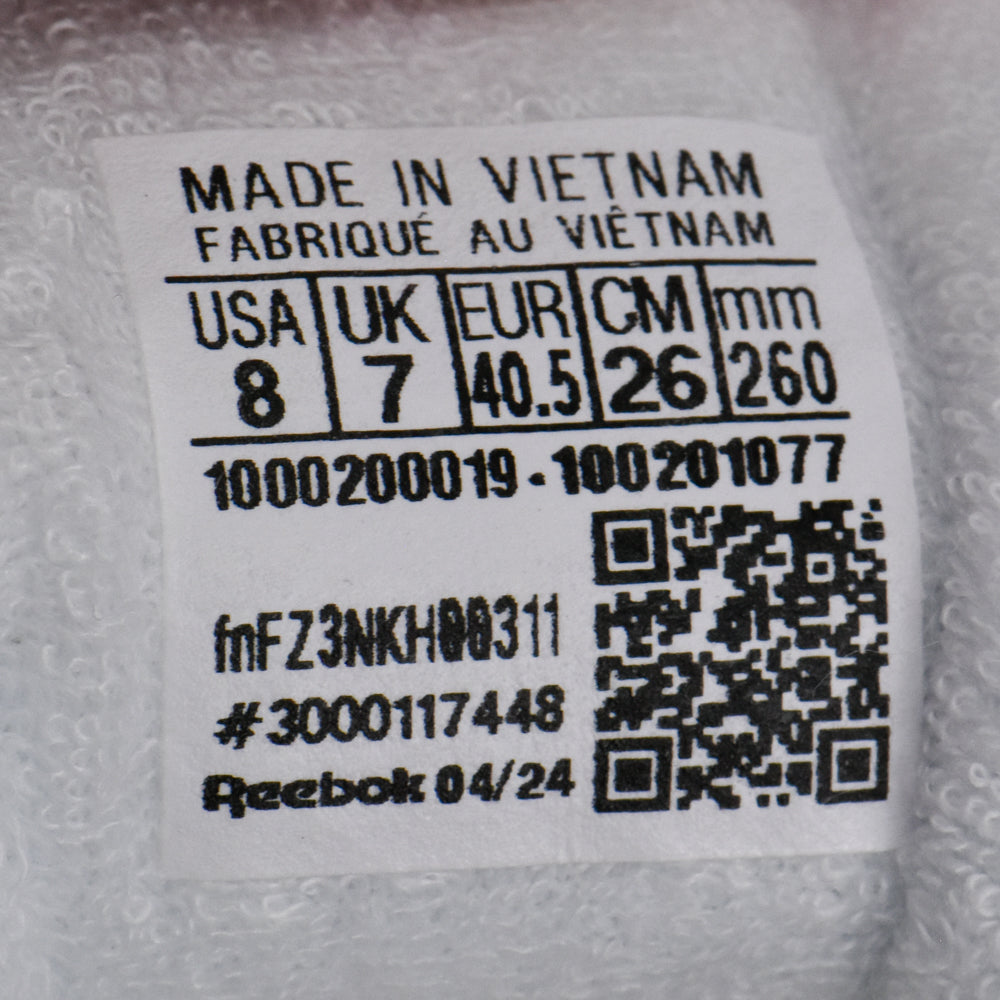 MADE IN VIETNAM
FABRIQUÉ AU VIÊTNAM
USA UK EUR CM mm
8 7 40.5 26 260
1000200019 - 100201077
fnFZ3NKH00311
#3000117448
Reebok 04/24